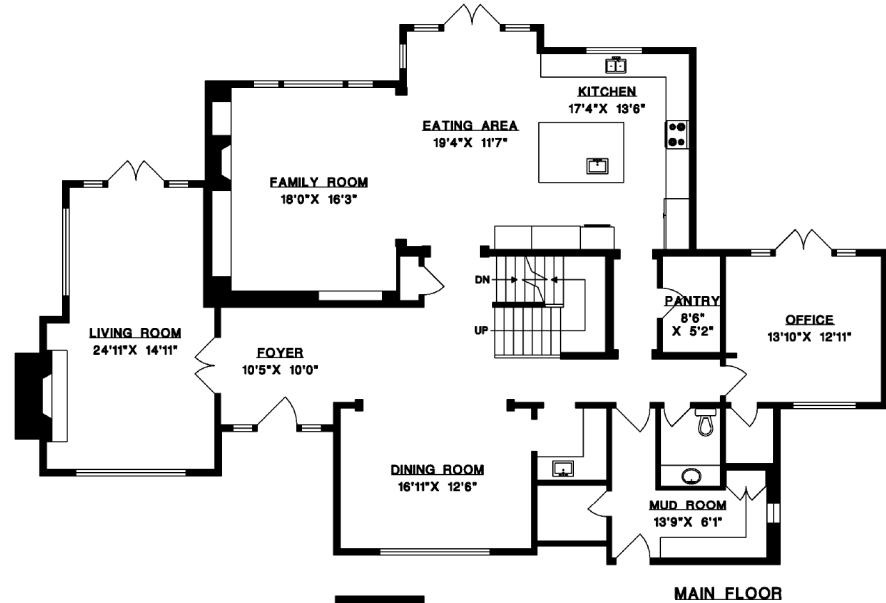 KITCHEN
17'4"X 13'6"
EATING AREA
19'4"X 11'7"
FAMILY ROOM
18'0"X 16'3"
DN
UP
PANTRY
8'6"
X 5'2"
OFFICE
13'10"X 12'11"
LIVING ROOM
24'11"X 14'11"
FOYER
10'5"X 10'0"
DINING ROOM
16'11"X 12'6"
MUD ROOM
13'9"X 6'1"
MAIN FLOOR